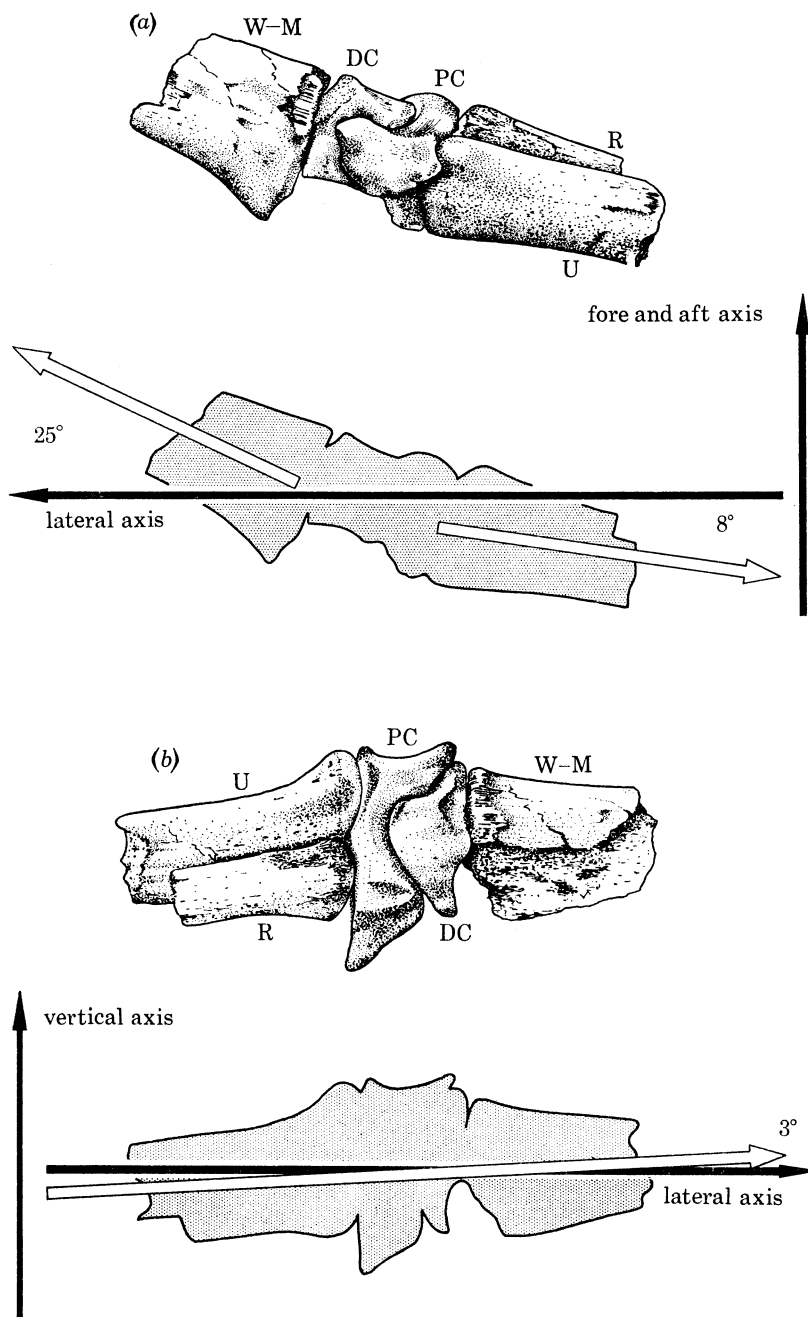 (a)
W–M
DC
PC
R
U
fore and aft axis
25°
lateral axis
8°
(b)
PC
U
W–M
R
DC
vertical axis
3°
lateral axis